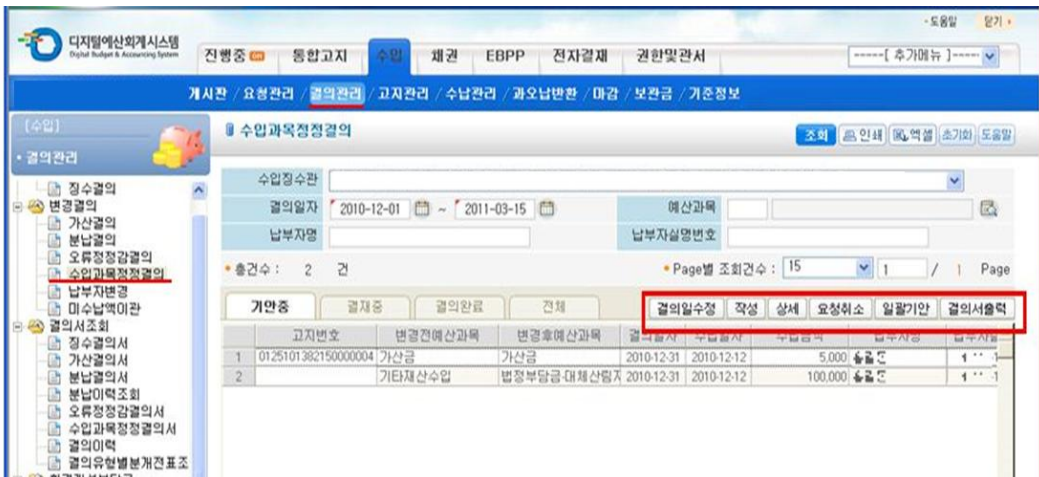 - 도움말 닫기
디지털예산회계시스템
Digital Budget & Accounting System
진행중 on 통합고지 수입 채권 EBPP 전자결재 권한및관서 -----[ 추가메뉴 ]-----
게시판 / 요청관리 / 결의관리 / 고지관리 / 수납관리 / 과오납반환 / 마감 / 보관금 / 기준정보
[수입]
• 결의관리
징수결의
변경결의
가산결의
분납결의
오류정정감결의
수입과목정정결의
납부자변경
미수납액이관
결의서조회
징수결의서
가산결의서
분납결의서
분납이력조회
오류정정감결의서
수입과목정정결의서
결의이력
결의유형별분개전표조
수입과목정정결의
조회 인쇄 엑셀 초기화 도움말
수입징수관
결의일자 2010-12-01 ~ 2011-03-15 예산과목
납부자명 납부자실명번호
• 총건수 : 2 건 • Page별 조회건수 : 15 1 / 1 Page
기안중 결재중 결의완료 전체 결의일수정 작성 상세 요청취소 일괄기안 결의서출력
고지번호 변경전예산과목 변경후예산과목 결의일자 수납일자 수납금액 납부자명
1 0125101382150000004 가산금 가산금 2010-12-31 2010-12-12 5,000
2 기타재산수입 법정부담금-대체산림자 2010-12-31 2010-12-12 100,000